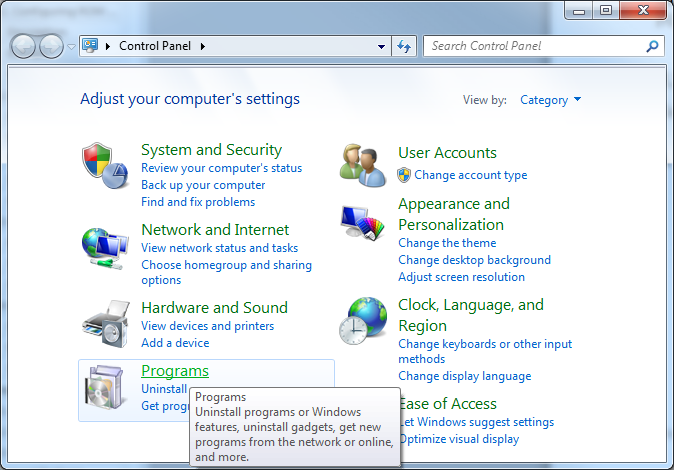 Control Panel
Search Control Panel
Adjust your computer's settings
View by: Category
System and Security
Review your computer's status
Back up your computer
Find and fix problems
Network and Internet
View network status and tasks
Choose homegroup and sharing
options
Hardware and Sound
View devices and printers
Add a device
Programs
Uninstall
Get
Programs
Uninstall programs or Windows
features, uninstall gadgets, get new
programs from the network or online,
and more.
User Accounts
Change account type
Appearance and
Personalization
Change the theme
Change desktop background
Adjust screen resolution
Clock, Language, and
Region
Change keyboards or other input
methods
Change display language
Ease of Access
Let Windows suggest settings
Optimize visual display